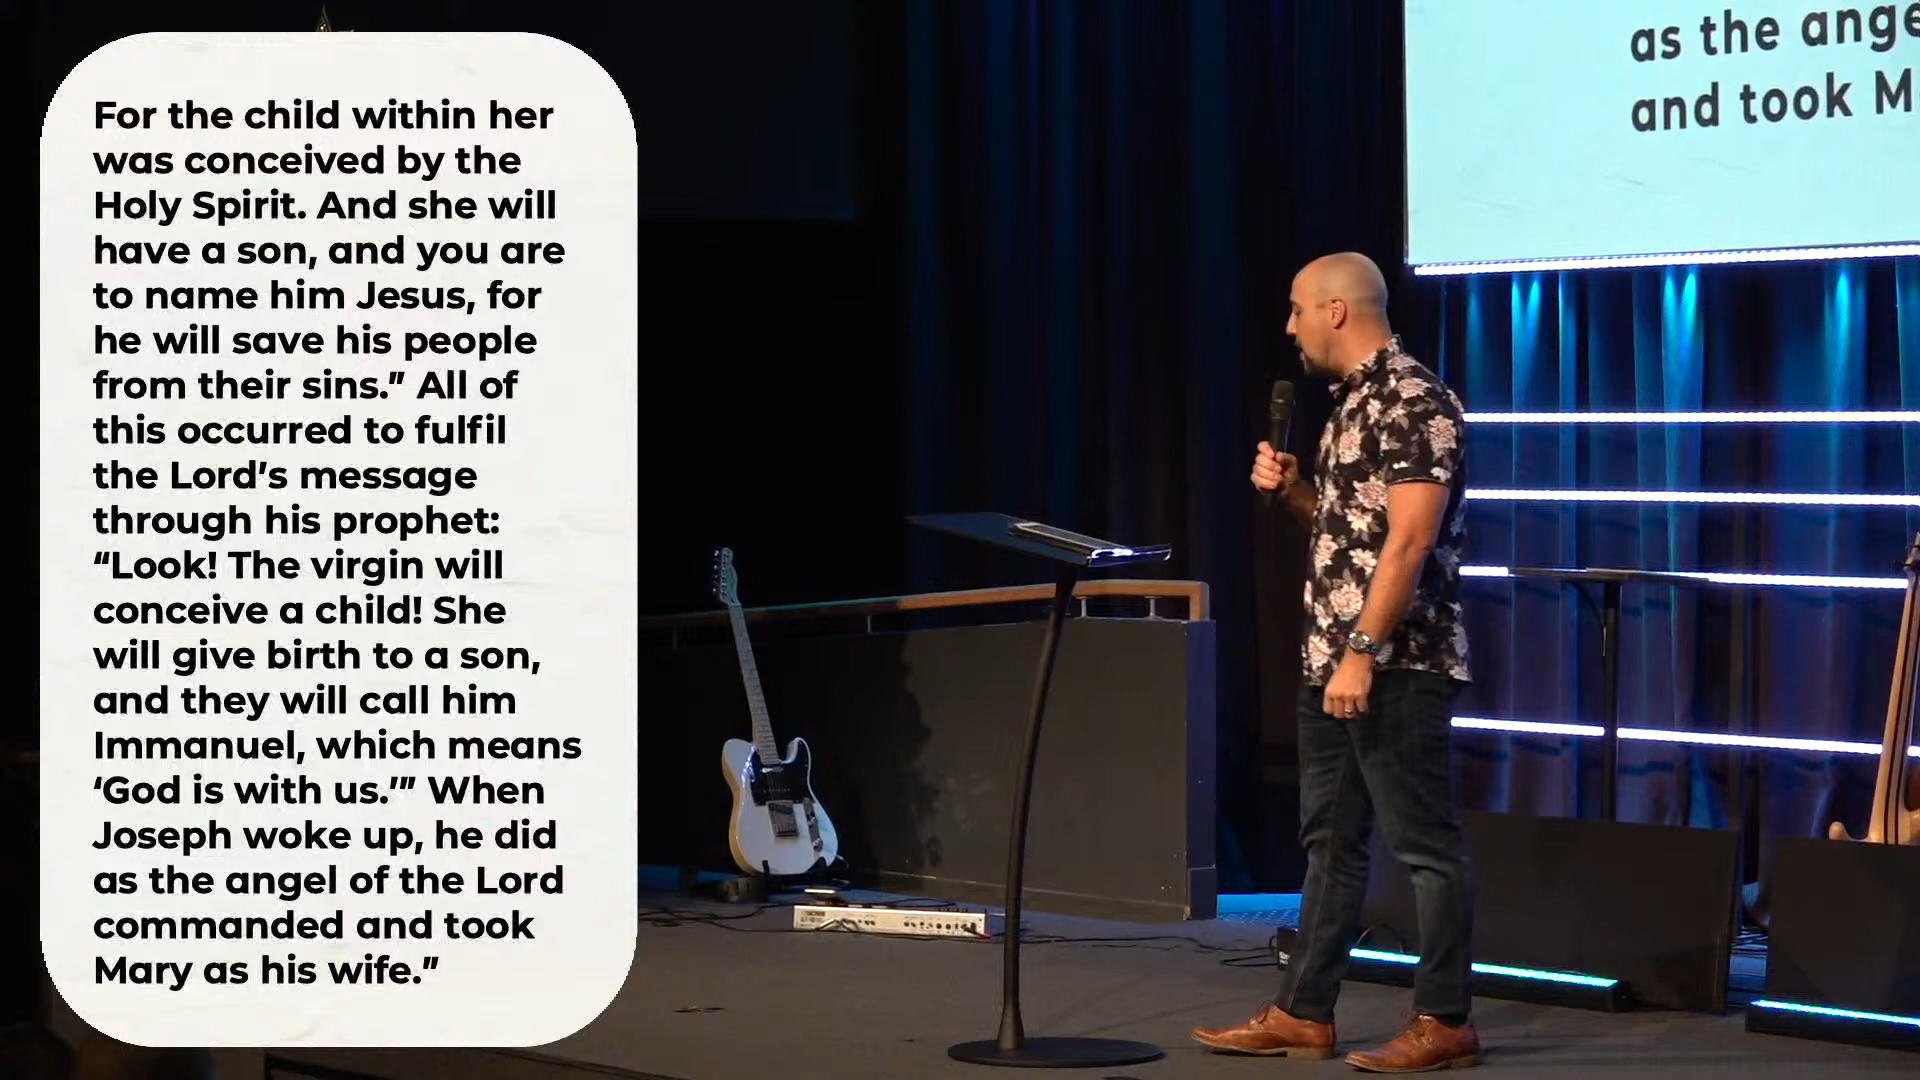 For the child within her
was conceived by the
Holy Spirit. And she will
have a son, and you are
to name him Jesus, for
he will save his people
from their sins.” All of
this occurred to fulfil
the Lord’s message
through his prophet:
“Look! The virgin will
conceive a child! She
will give birth to a son,
and they will call him
Immanuel, which means
‘God is with us.’” When
Joseph woke up, he did
as the angel of the Lord
commanded and took
Mary as his wife.”
as the ange
and took M